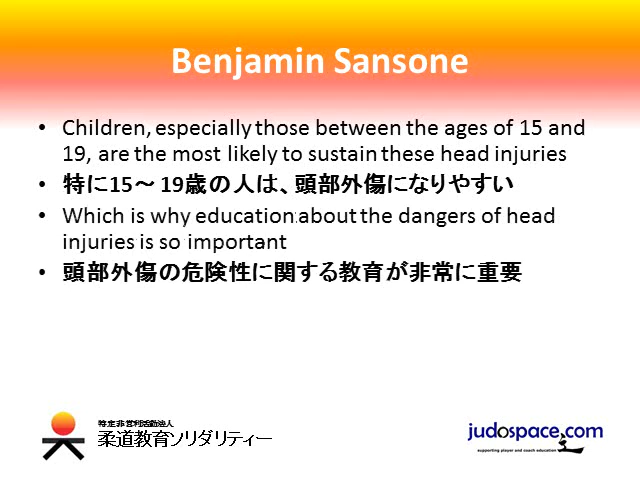 Benjamin Sansone
• Children, especially those between the ages of 15 and
19, are the most likely to sustain these head injuries
• 特に15～ 19歳の人は、頭部外傷になりやすい
• Which is why education about the dangers of head
injuries is so important
• 頭部外傷の危険性に関する教育が非常に重要
特定非営利活動法人
柔道教育ソリダリティー
judospace.com
supporting player and coach education